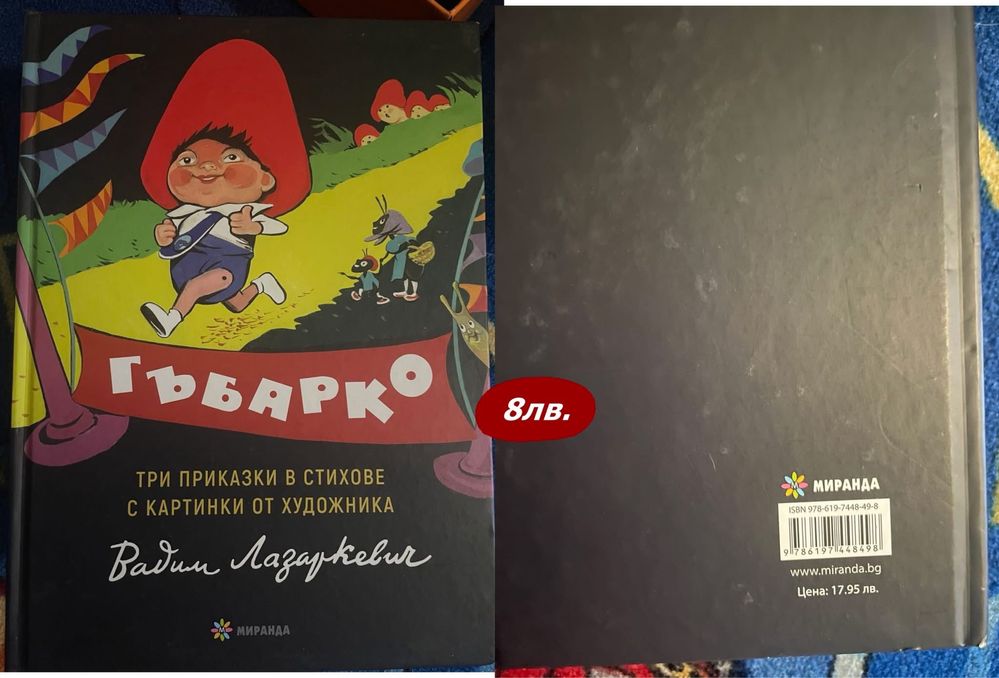 ГЪБАРКО
ТРИ ПРИКАЗКИ В СТИХОВЕ
С КАРТИНКИ ОТ ХУДОЖНИКА
Вадим Лазаркевич
МИРАНДА
8лв.
МИРАНДА
ISBN 978-619-7448-49-8
9 786197 448498
www.miranda.bg
Цена: 17.95 лв.